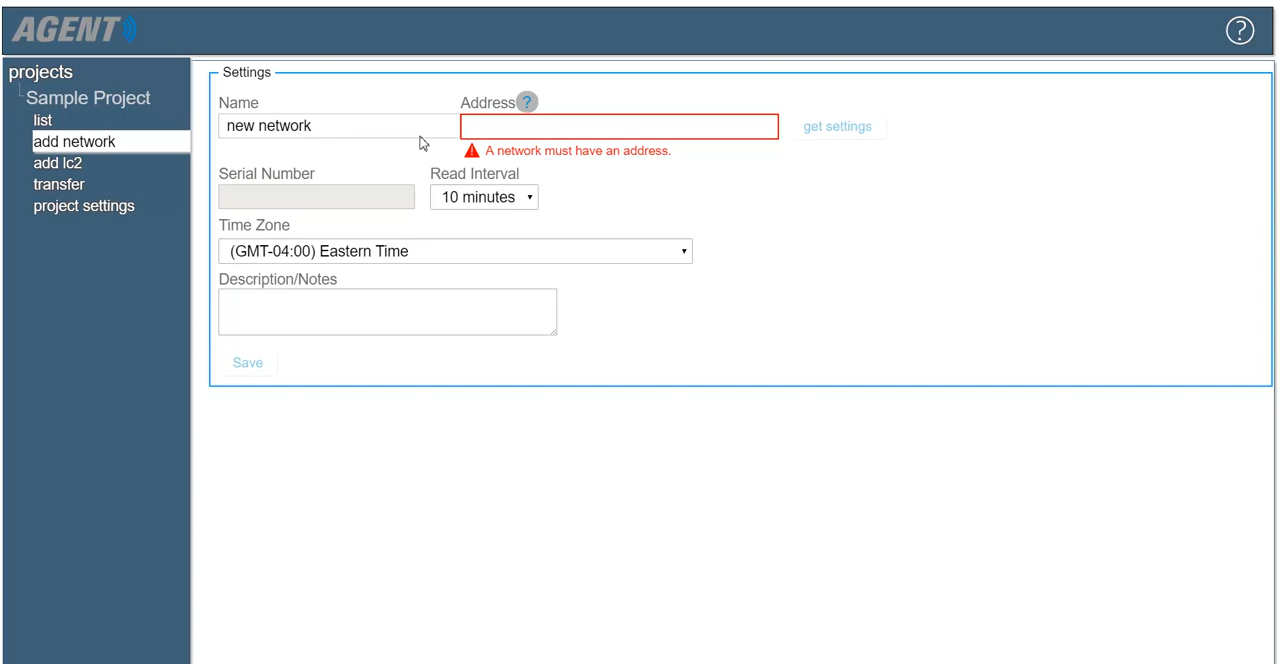 AGENT
?
projects
Sample Project
list
add network
add lc2
transfer
project settings
Settings
Name
Address ?
new network
get settings
A network must have an address.
Serial Number
Read Interval
10 minutes
Time Zone
(GMT-04:00) Eastern Time
Description/Notes
Save